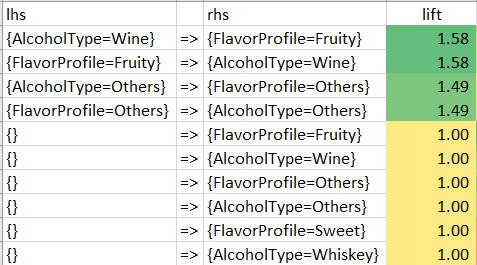 lhs rhs lift
{AlcoholType=Wine} => {FlavorProfile=Fruity} 1.58
{FlavorProfile=Fruity} => {AlcoholType=Wine} 1.58
{AlcoholType=Others} => {FlavorProfile=Others} 1.49
{FlavorProfile=Others} => {AlcoholType=Others} 1.49
{} => {FlavorProfile=Fruity} 1.00
{} => {AlcoholType=Wine} 1.00
{} => {FlavorProfile=Others} 1.00
{} => {AlcoholType=Others} 1.00
{} => {FlavorProfile=Sweet} 1.00
{} => {AlcoholType=Whiskey} 1.00